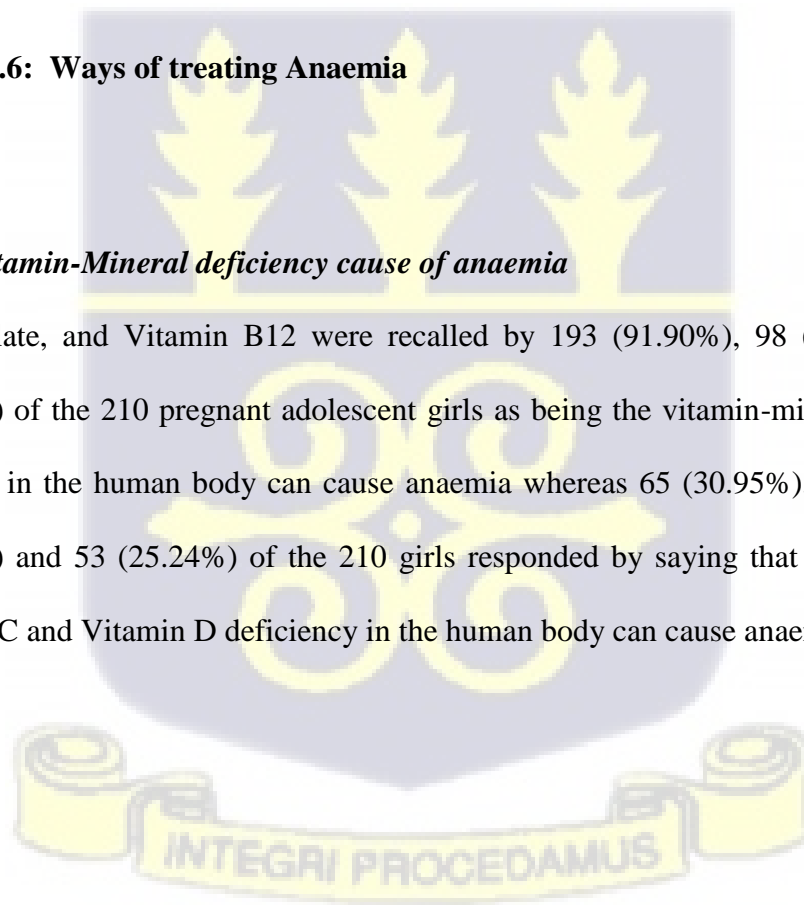 .6: Ways of treating Anaemia
tamin-Mineral deficiency cause of anaemia
late, and Vitamin B12 were recalled by 193 (91.90%), 98 (
) of the 210 pregnant adolescent girls as being the vitamin-mi
in the human body can cause anaemia whereas 65 (30.95%)
) and 53 (25.24%) of the 210 girls responded by saying that
C and Vitamin D deficiency in the human body can cause anae
INTEGRI PROCEDAMUS